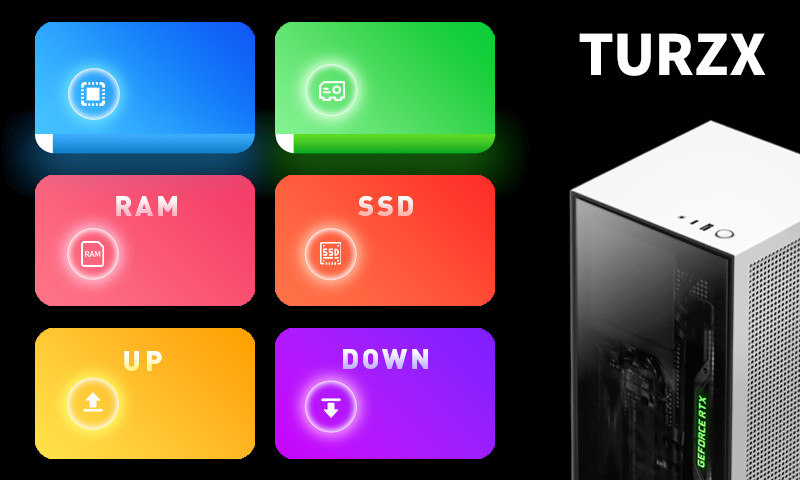 TURZX
RAM
RAM
SSD
SSD
UP
DOWN
GEFORCE RTX